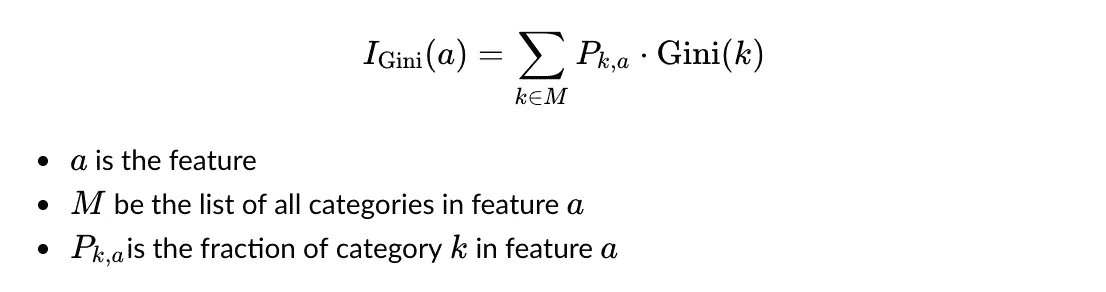 I_Gini(a) = ∑_{k∈M} P_{k,a} · Gini(k)
• a is the feature
• M be the list of all categories in feature a
• P_{k,a} is the fraction of category k in feature a